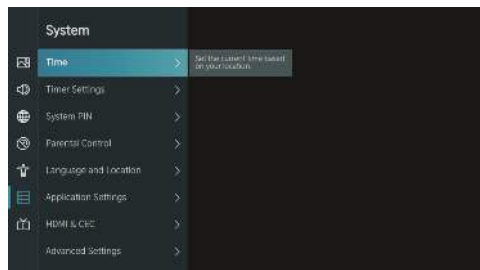 System
Time
Set the current time based
on your location.
Timer Settings
System PIN
Parental Control
Language and Location
Application Settings
HDMI & CEC
Advanced Settings